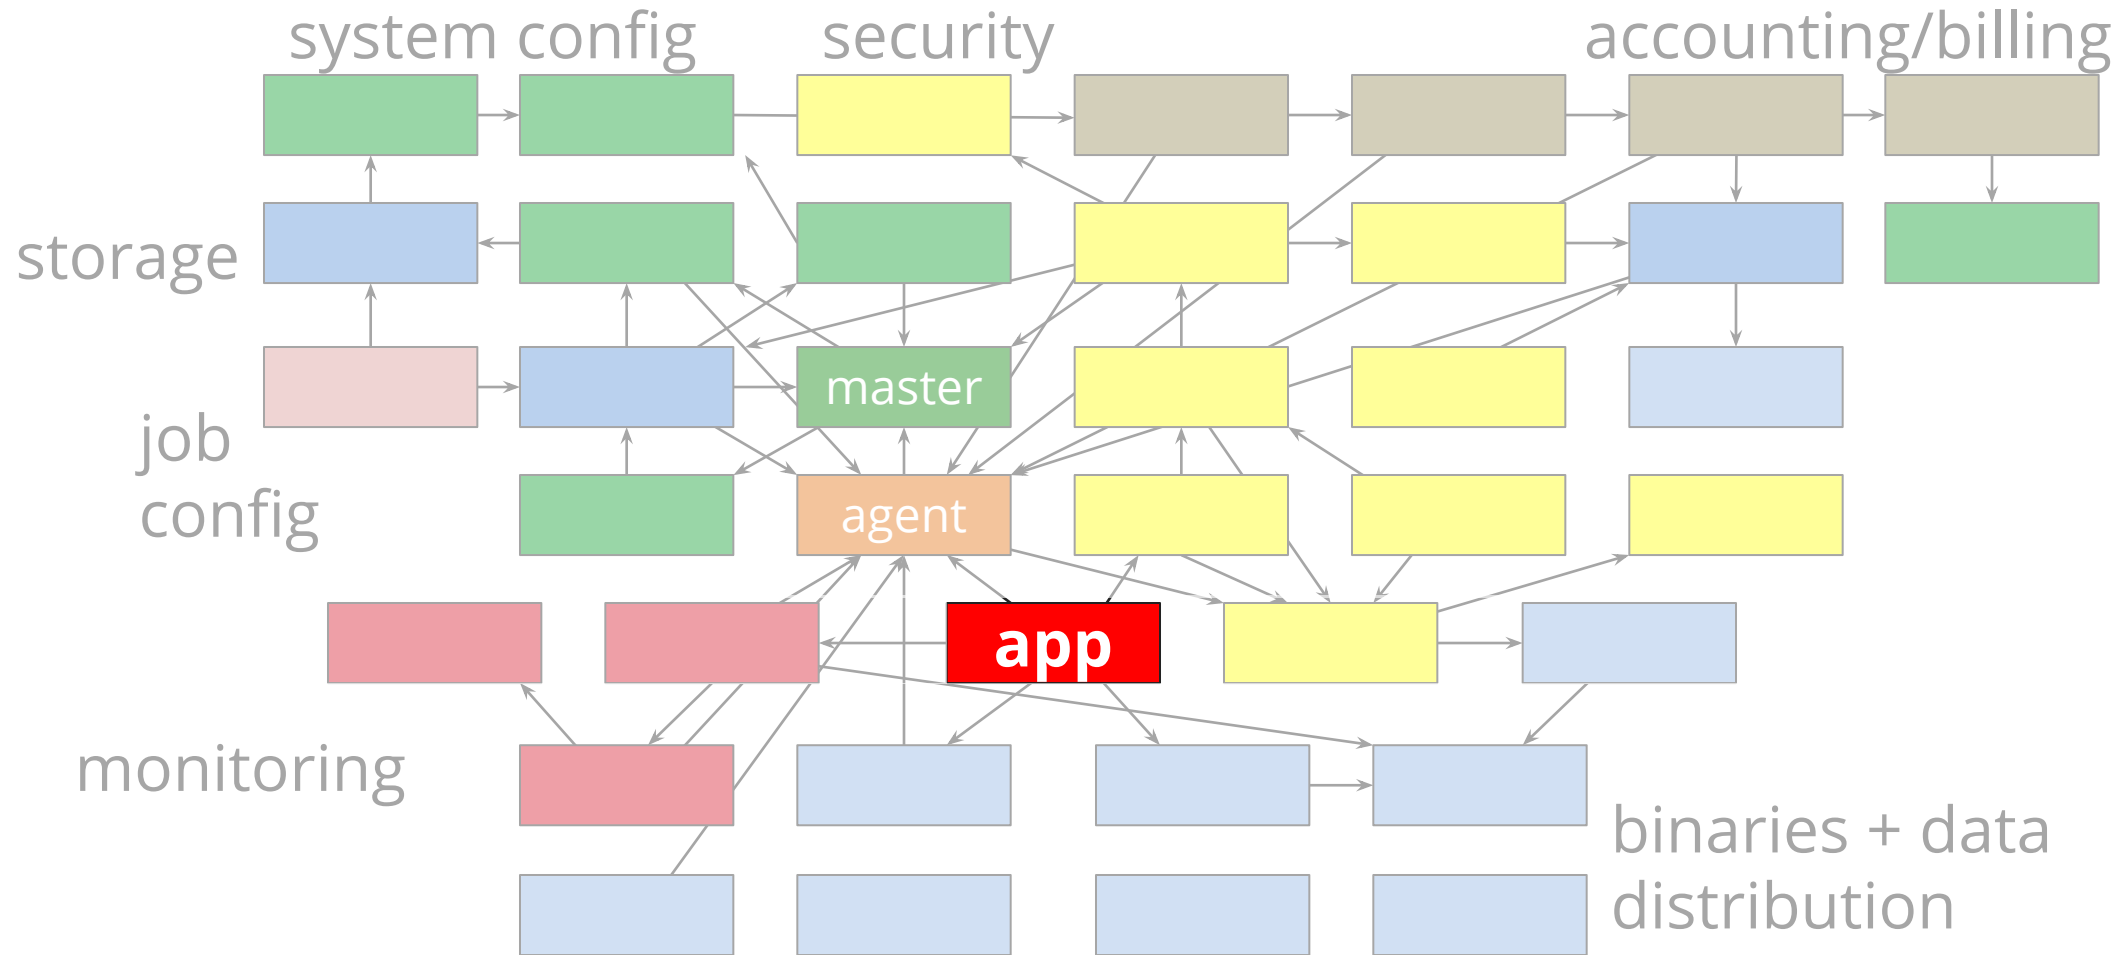 system config
security
accounting/billing
storage
master
job
config
agent
app
monitoring
binaries + data
distribution